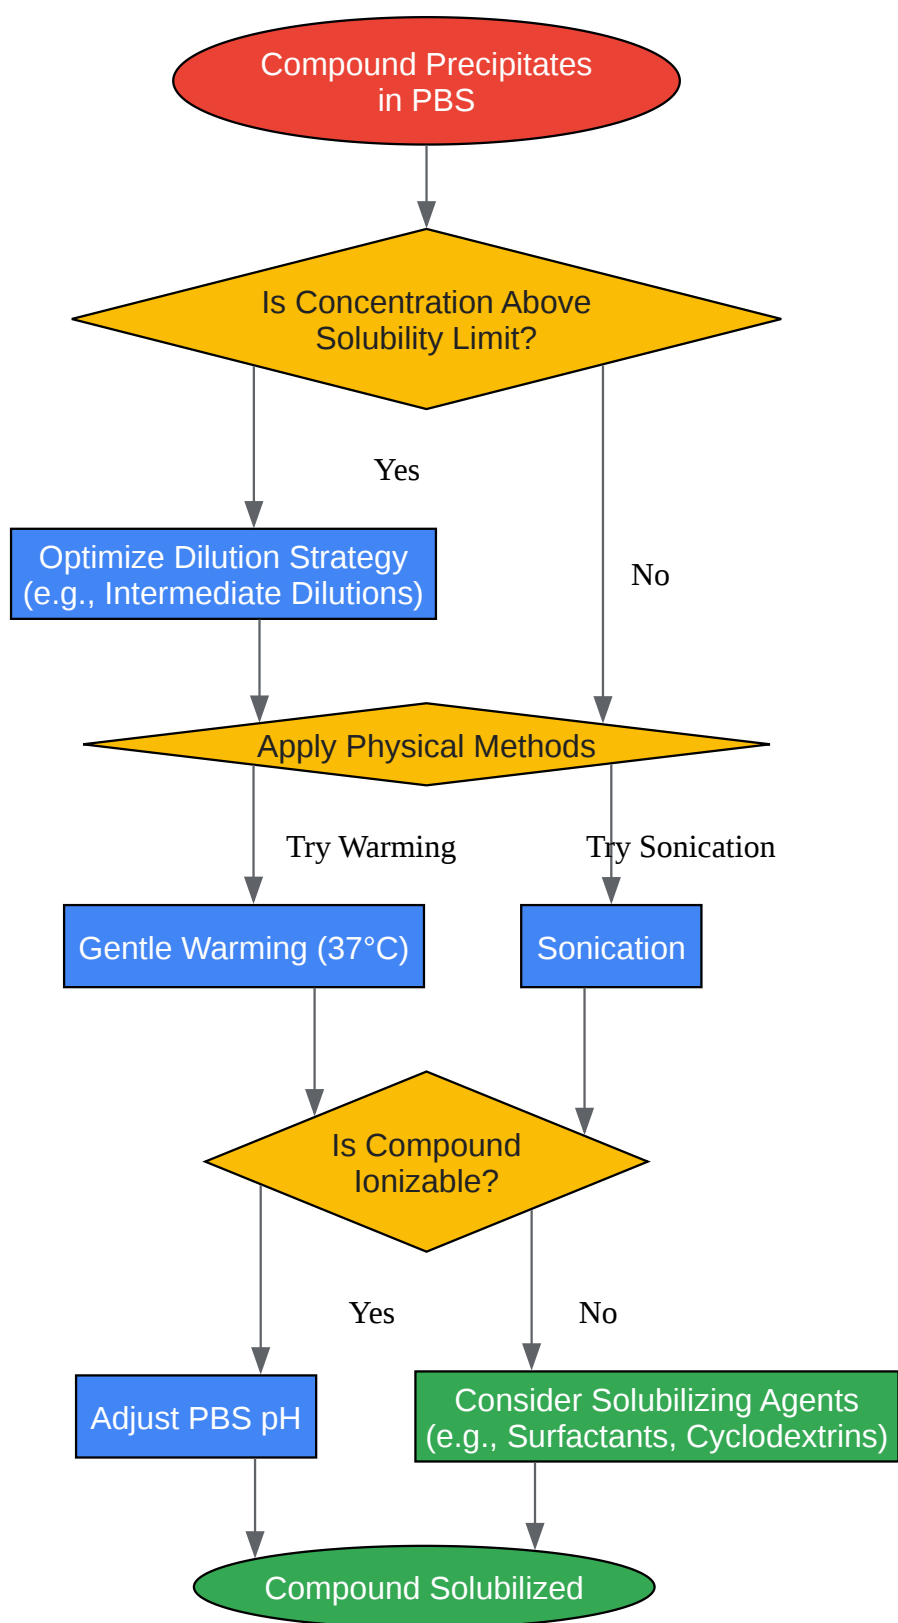 Compound Precipitates
in PBS
Is Concentration Above
Solubility Limit?
Yes
Optimize Dilution Strategy
(e.g., Intermediate Dilutions)
No
Apply Physical Methods
Try Warming
Try Sonication
Gentle Warming (37°C)
Sonication
Is Compound
Ionizable?
Yes
No
Adjust PBS pH
Consider Solubilizing Agents
(e.g., Surfactants, Cyclodextrins)
Compound Solubilized